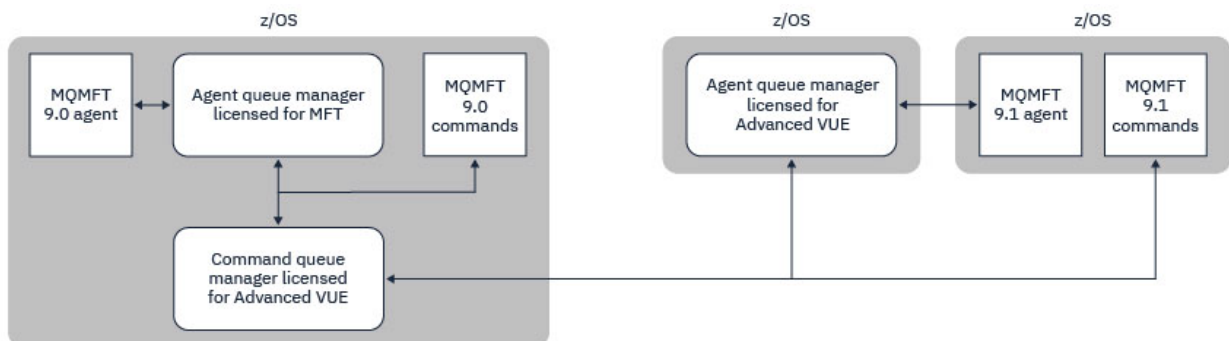 z/OS
MQMFT
9.0 agent
Agent queue manager
licensed for MFT
MQMFT
9.0
commands
Command queue
manager licensed
for Advanced VUE
z/OS
Agent queue manager
licensed for
Advanced VUE
z/OS
MQMFT
9.1 agent
MQMFT
9.1
commands